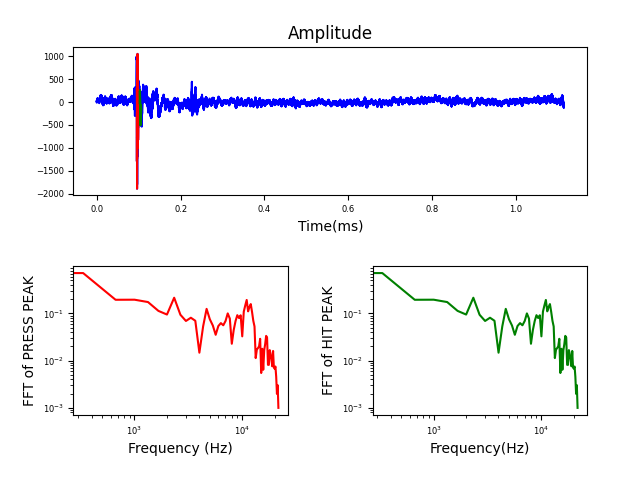 Amplitude
1000
500
0
−500
−1000
−1500
−2000
0.0 0.2 0.4 0.6 0.8 1.0
Time(ms)
FFT of PRESS PEAK
10⁻¹
10⁻²
10⁻³
10³ 10⁴
Frequency (Hz)
FFT of HIT PEAK
10⁻¹
10⁻²
10⁻³
10³ 10⁴
Frequency(Hz)